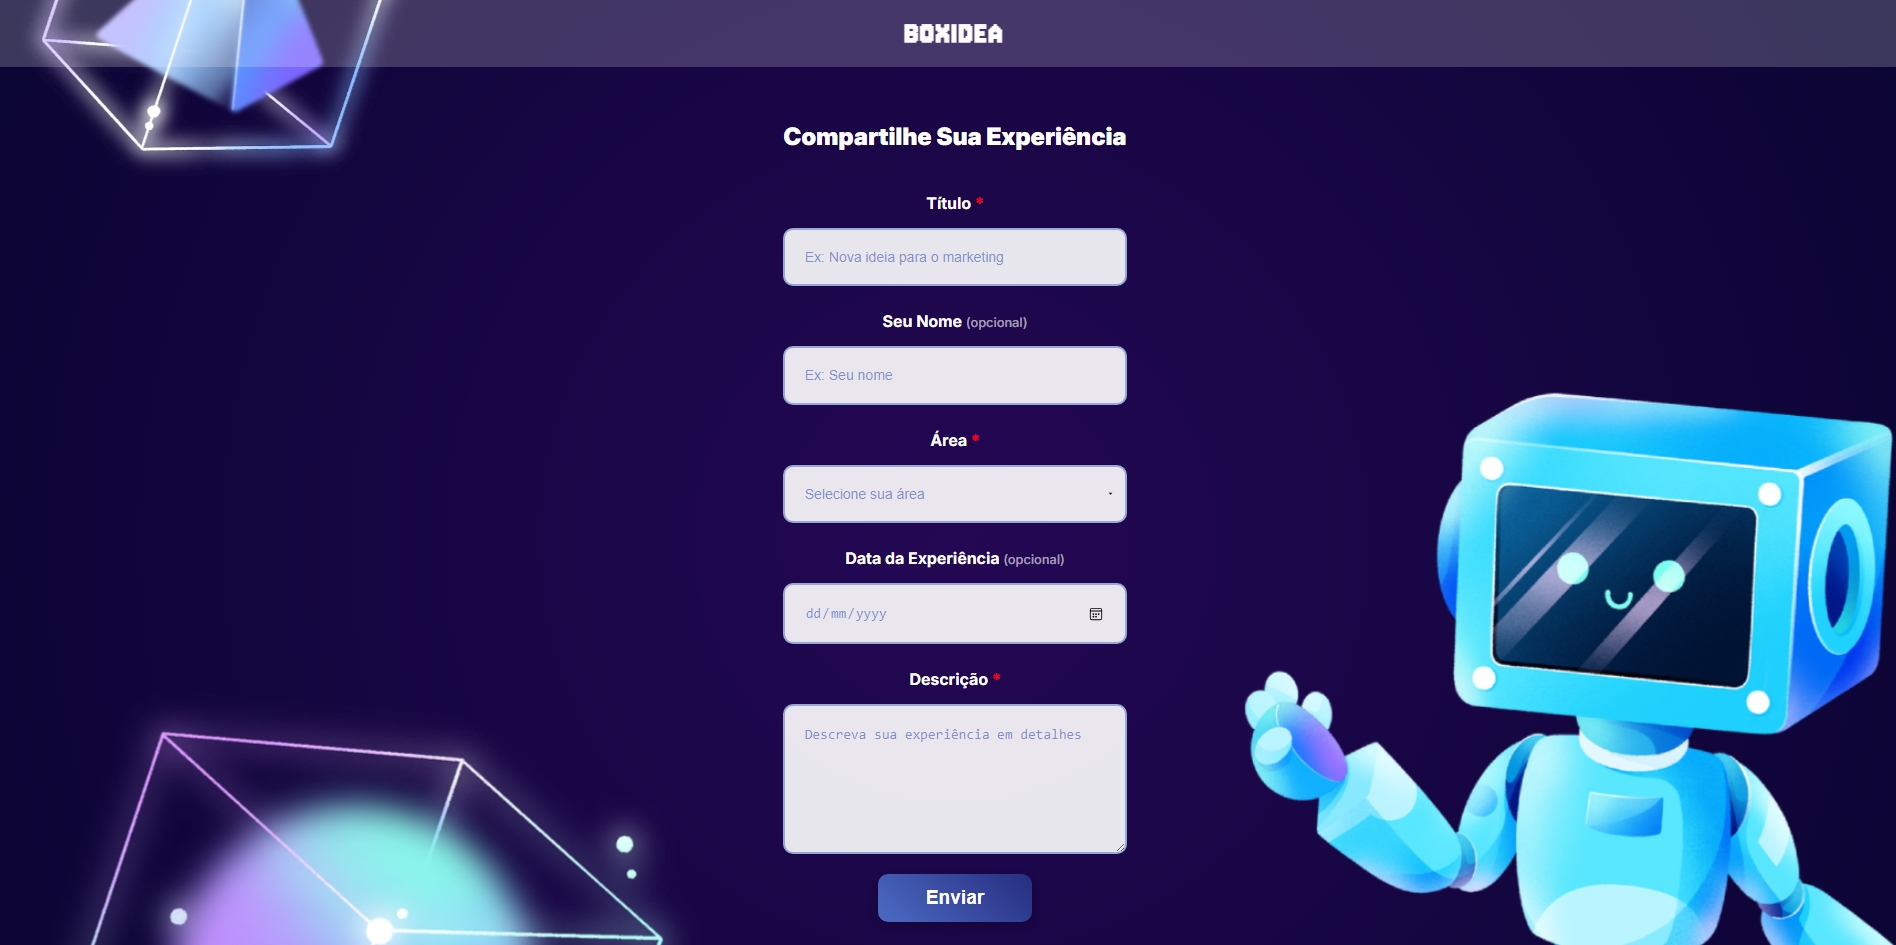 BOXIDEA
Compartilhe Sua Experiência
Título *
Ex: Nova ideia para o marketing
Seu Nome (opcional)
Ex: Seu nome
Área *
Selecione sua área
Data da Experiência (opcional)
dd/mm/yyyy
Descrição *
Descreva sua experiência em detalhes
Enviar